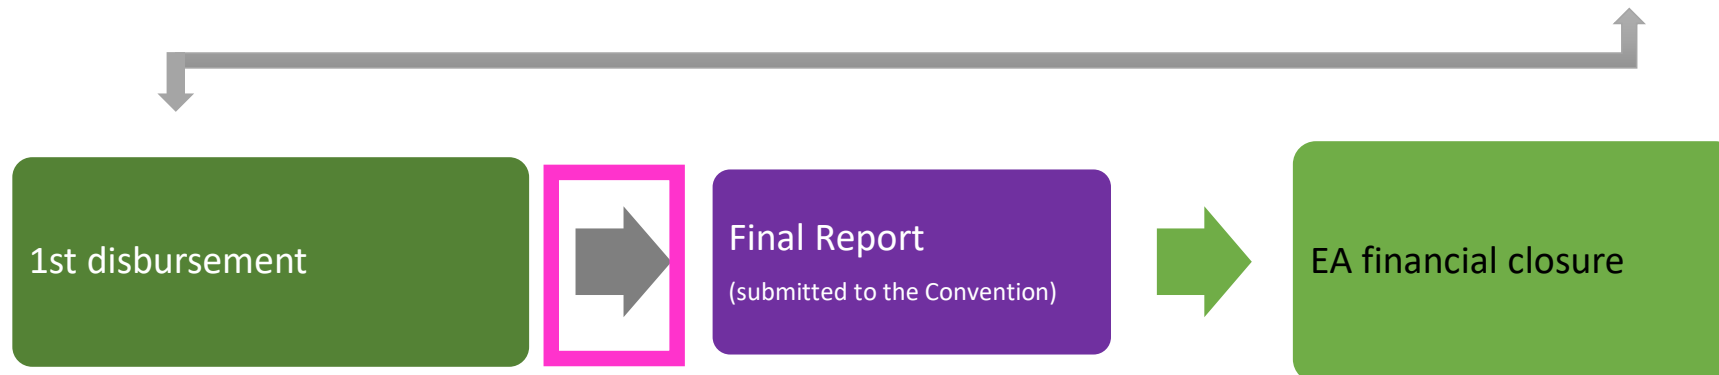 1st disbursement
Final Report
(submitted to the Convention)
EA financial closure